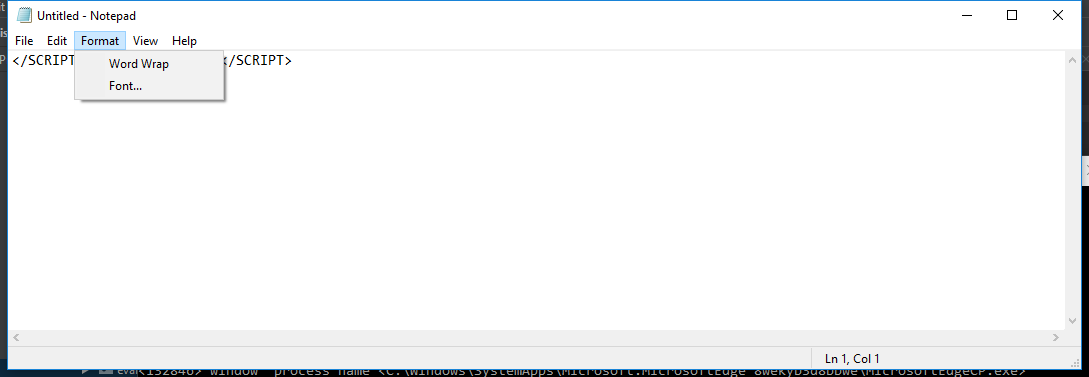 Untitled - Notepad
File Edit Format View Help
</SCRIPT </SCRIPT>
Word Wrap
Font...
Ln 1, Col 1
eval<132846> window process name <C:\Windows\SystemApps\Microsoft.MicrosoftEdge_8wekyb3d8bbwe\MicrosoftEdgeCP.exe>